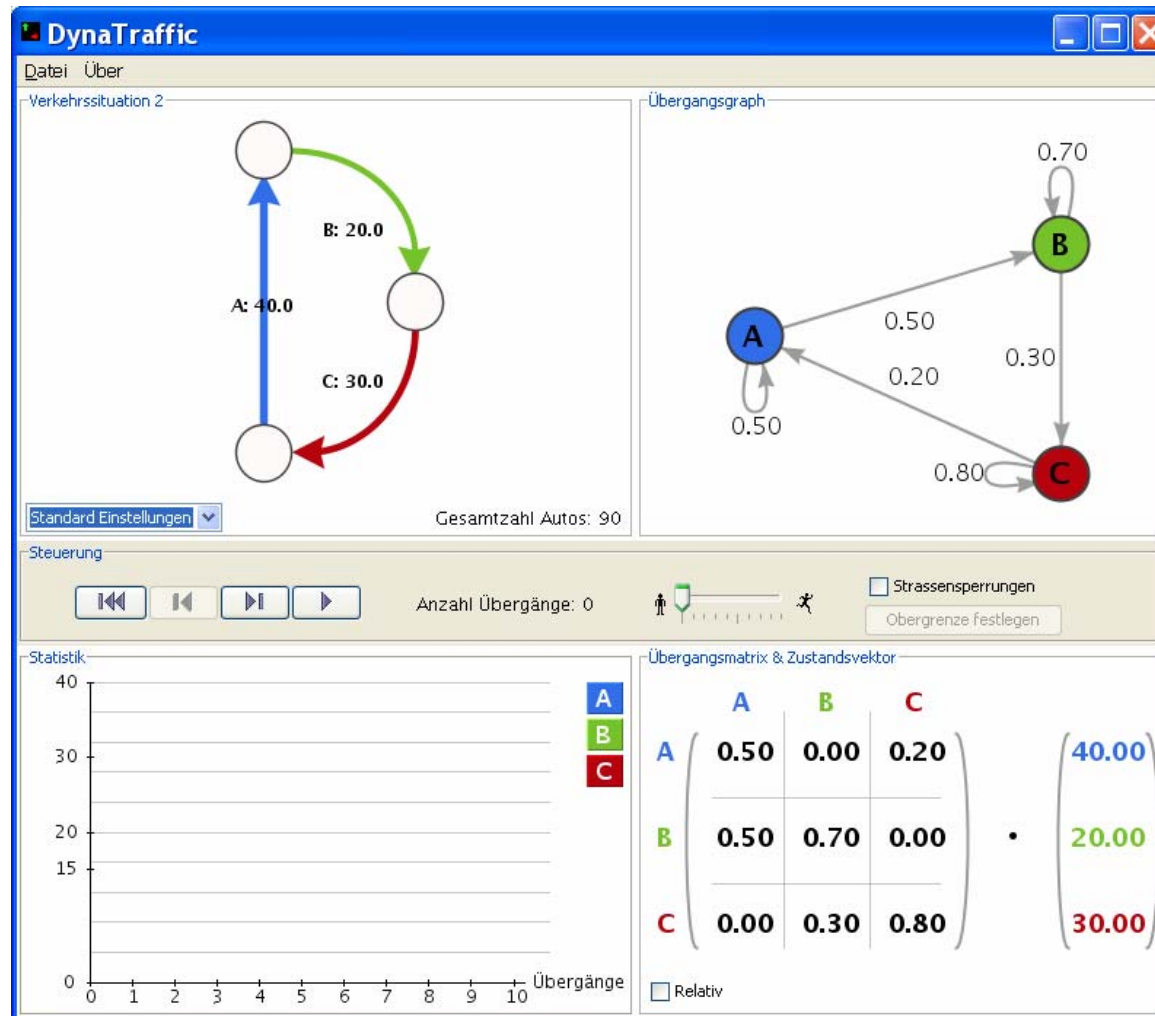 DynaTraffic
Datei Über
Verkehrssituation 2
B: 20.0
A: 40.0
C: 30.0
Standard Einstellungen
Gesamtzahl Autos: 90
Übergangsgraph
0.70
B
A
0.50
0.30
0.20
0.50
0.80
C
Steuerung
Anzahl Übergänge: 0
Strassensperrungen
Obergrenze festlegen
Statistik
40
30
20
15
0
0 1 2 3 4 5 6 7 8 9 10
Übergänge
A
B
C
Übergangsmatrix & Zustandsvektor
A B C
A 0.50 0.00 0.20 40.00
B 0.50 0.70 0.00 • 20.00
C 0.00 0.30 0.80 30.00
Relativ